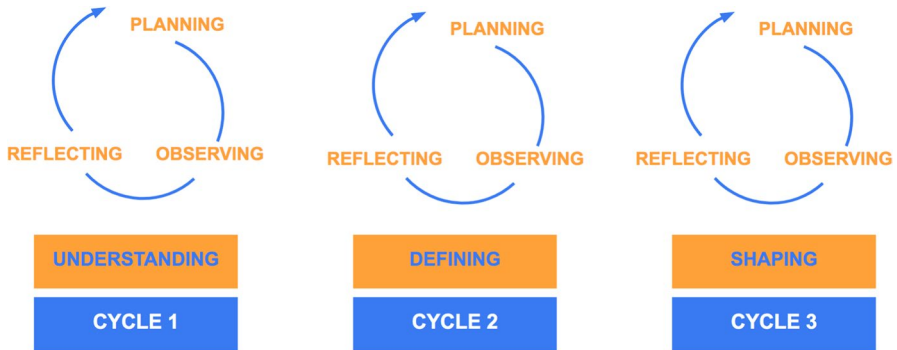 PLANNING
REFLECTING
OBSERVING
UNDERSTANDING
CYCLE 1
PLANNING
REFLECTING
OBSERVING
DEFINING
CYCLE 2
PLANNING
REFLECTING
OBSERVING
SHAPING
CYCLE 3